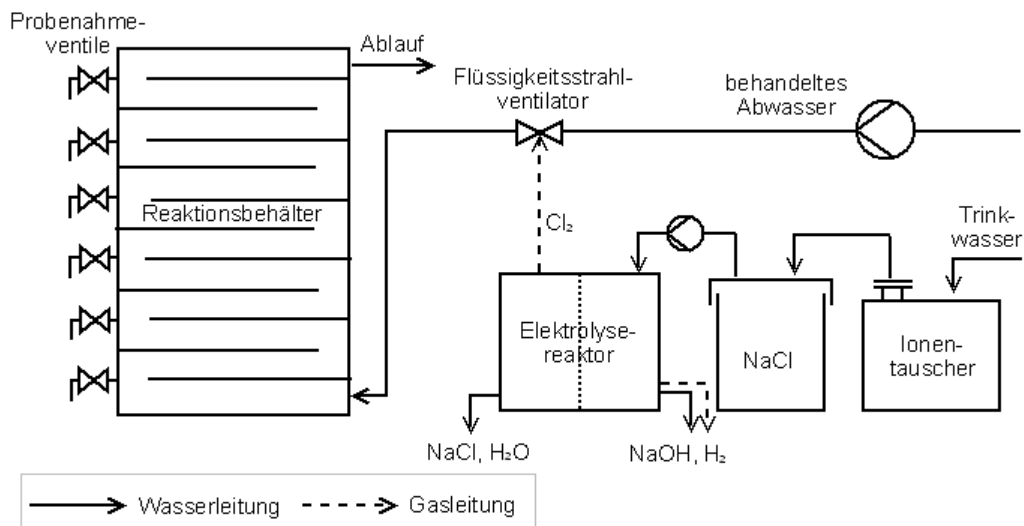 Probenahme-
ventile
Ablauf
Flüssigkeitsstrahl-
ventilator
behandeltes
Abwasser
Reaktionsbehälter
Cl₂
Trink-
wasser
Elektrolyse-
reaktor
NaCl
Ionen-
tauscher
NaCl, H₂O
NaOH, H₂
Wasserleitung
Gasleitung